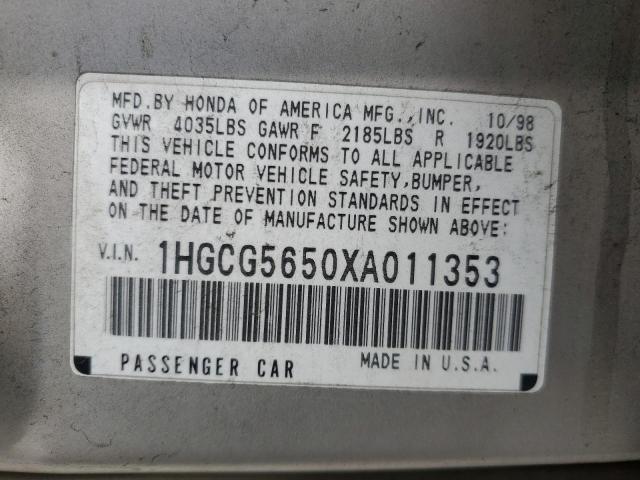 MFD.BY HONDA OF AMERICA MFG.,INC. 10/98
GVWR 4035LBS GAWR F 2185LBS R 1920LBS
THIS VEHICLE CONFORMS TO ALL APPLICABLE
FEDERAL MOTOR VEHICLE SAFETY,BUMPER,
AND THEFT PREVENTION STANDARDS IN EFFECT
ON THE DATE OF MANUFACTURE SHOWN ABOVE:
V.I.N. 1HGCG5650XA011353
PASSENGER CAR MADE IN U.S.A.